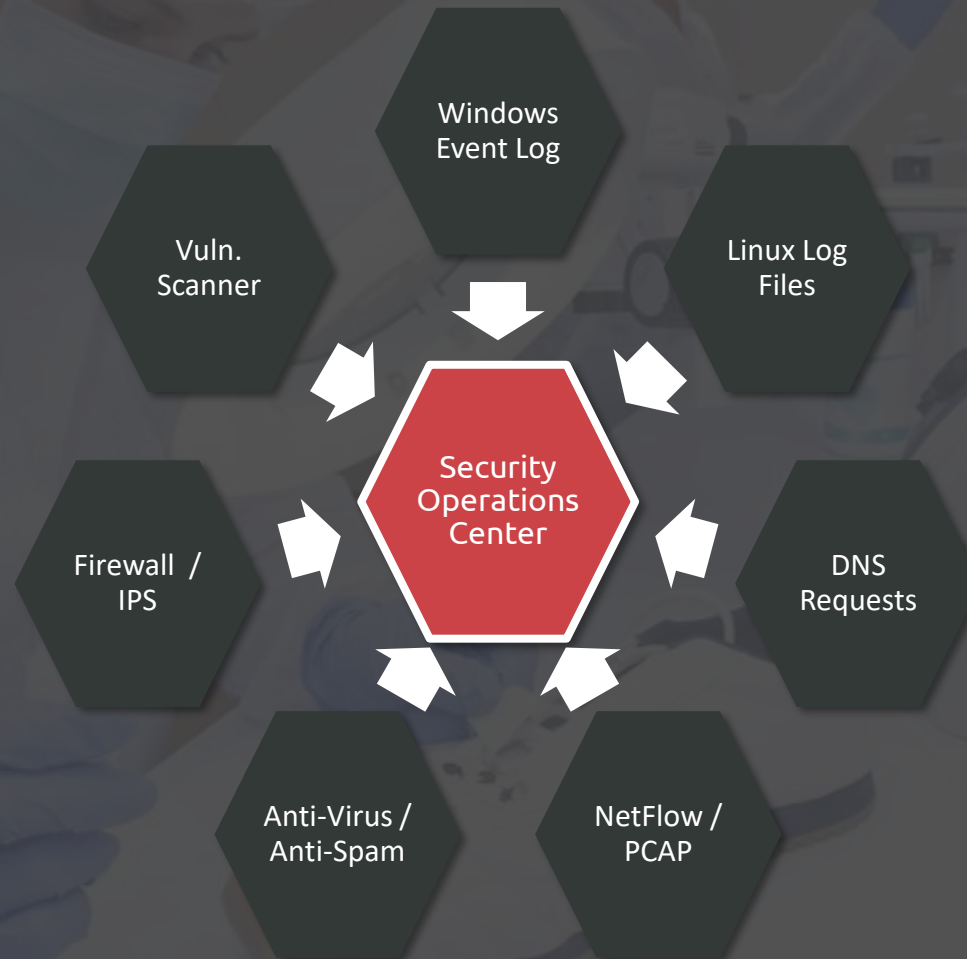 Windows
Event Log
Vuln.
Scanner
Linux Log
Files
Security
Operations
Center
Firewall /
IPS
DNS
Requests
Anti-Virus /
Anti-Spam
NetFlow /
PCAP